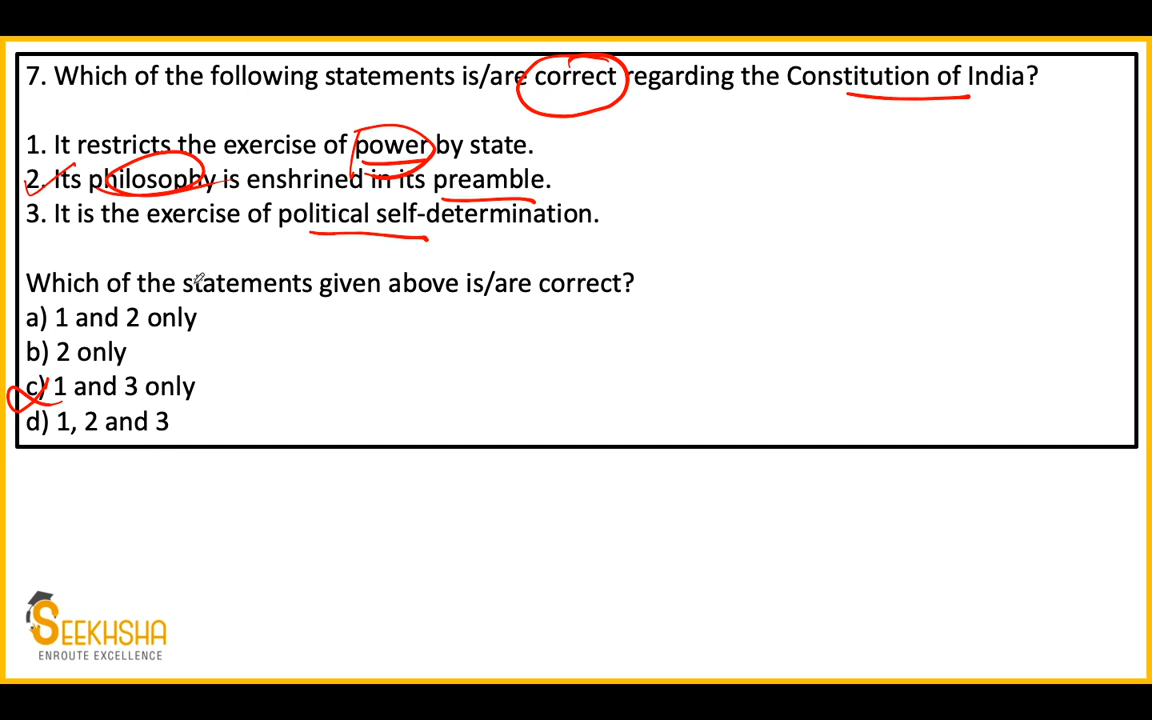 7. Which of the following statements is/are correct regarding the Constitution of India?
1. It restricts the exercise of power by state.
2. Its philosophy is enshrined in its preamble.
3. It is the exercise of political self-determination.
Which of the statements given above is/are correct?
a) 1 and 2 only
b) 2 only
c) 1 and 3 only
d) 1, 2 and 3
SEEKHSHA
ENROUTE EXCELLENCE